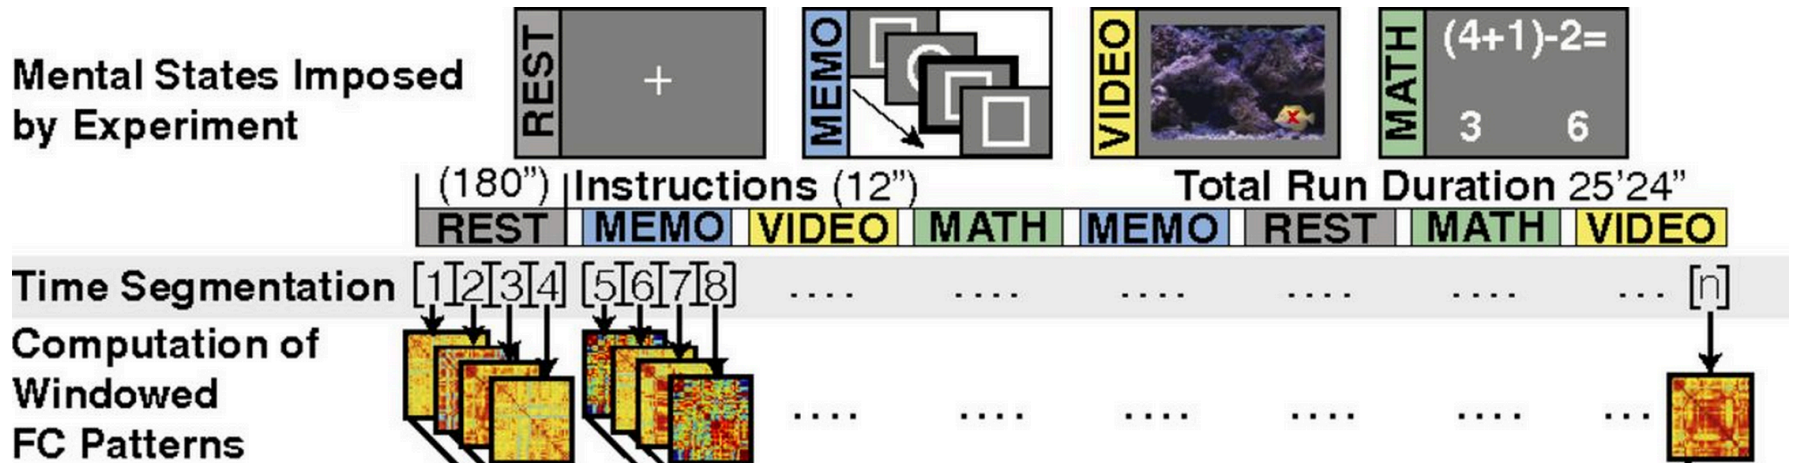 Mental States Imposed
by Experiment
REST
+
MEMO
VIDEO
X
MATH
(4+1)-2=
3 6
(180”) Instructions (12”) Total Run Duration 25’24”
REST MEMO VIDEO MATH MEMO REST MATH VIDEO
Time Segmentation [1][2][3][4] [5][6][7][8] .... .... .... .... .... ... [n]
Computation of
Windowed
FC Patterns
.... .... .... .... .... ...